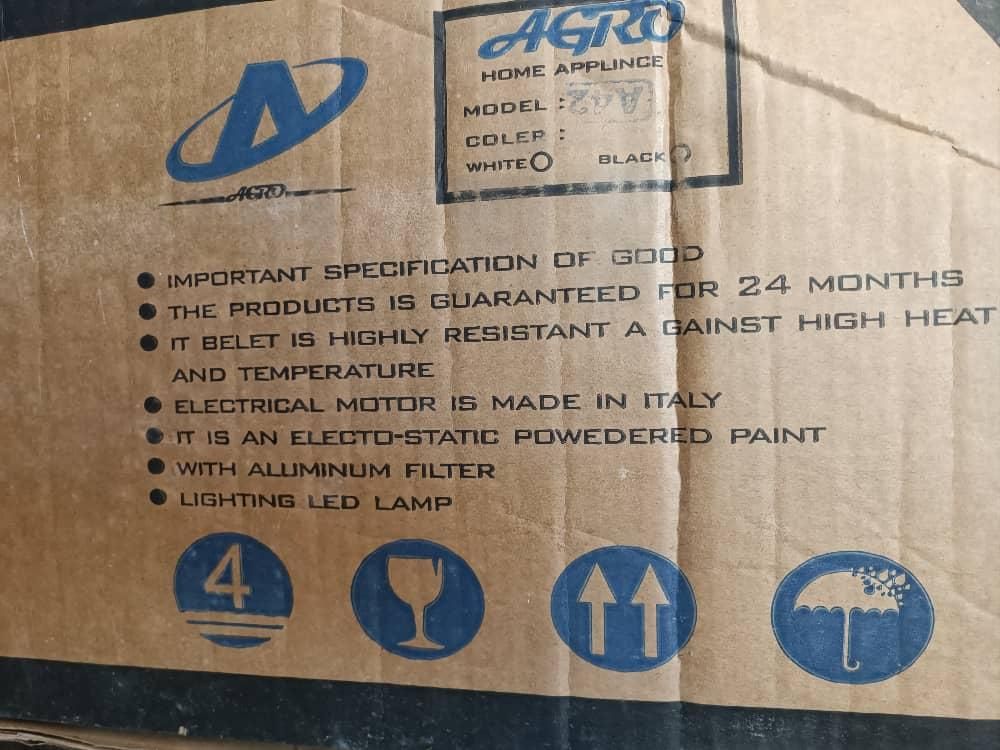 AGRO
AGRO
HOME APPLINCE
MODEL : A42
COLER :
WHITE BLACK
IMPORTANT SPECIFICATION OF GOOD
THE PRODUCTS IS GUARANTEED FOR 24 MONTHS
IT BELET IS HIGHLY RESISTANT A GAINST HIGH HEAT
AND TEMPERATURE
ELECTRICAL MOTOR IS MADE IN ITALY
IT IS AN ELECTO-STATIC POWEDERED PAINT
WITH ALUMINUM FILTER
LIGHTING LED LAMP
4